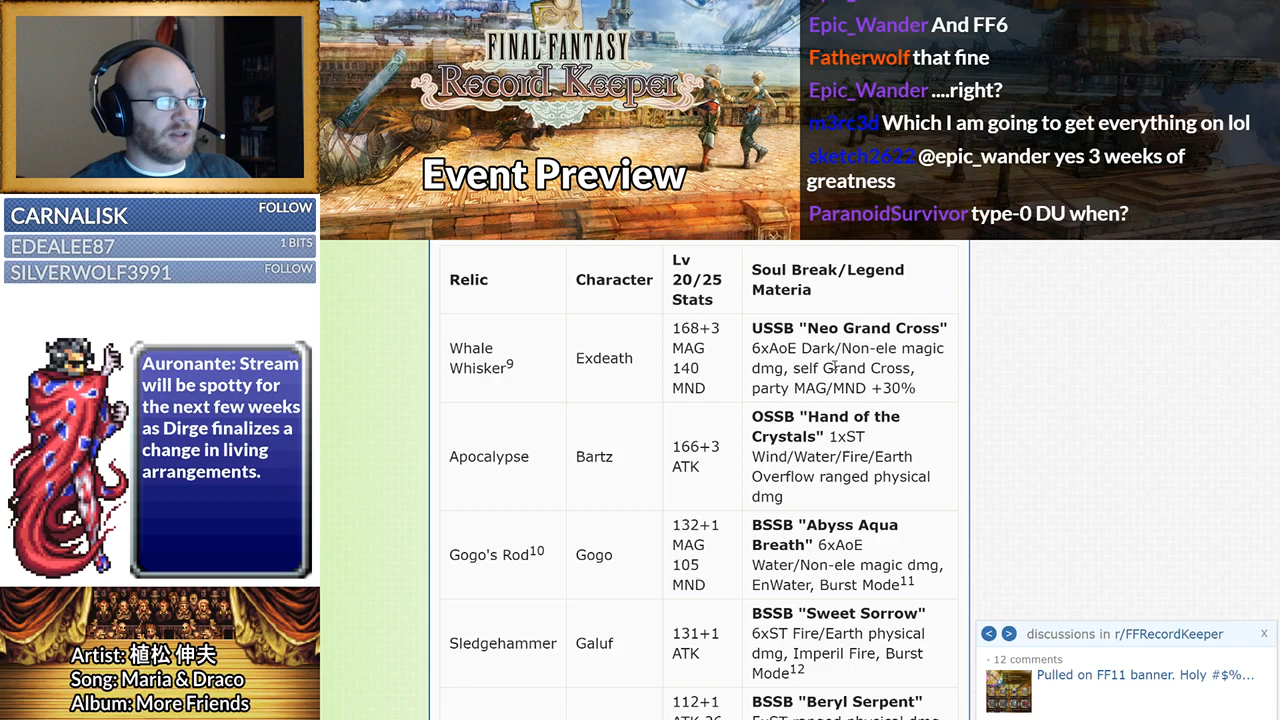 FINAL FANTASY
Record Keeper
Event Preview
Epic_Wander And FF6
Fatherwolf that fine
Epic_Wander ....right?
m3rc3d Which I am going to get everything on lol
sketch2622 @epic_wander yes 3 weeks of
greatness
ParanoidSurvivor type-0 DU when?
CARNALISK FOLLOW
EDEALEE87 1 BITS
SILVERWOLF3991 FOLLOW
Auronante: Stream
will be spotty for
the next few weeks
as Dirge finalizes a
change in living
arrangements.
Artist: 植松 伸夫
Song: Maria & Draco
Album: More Friends
Relic
Character
Lv
20/25
Stats
Soul Break/Legend
Materia
Whale
Whisker9
Exdeath
168+3
MAG
140
MND
USSB "Neo Grand Cross"
6xAoE Dark/Non-ele magic
dmg, self Grand Cross,
party MAG/MND +30%
Apocalypse
Bartz
166+3
ATK
OSSB "Hand of the
Crystals" 1xST
Wind/Water/Fire/Earth
Overflow ranged physical
dmg
Gogo's Rod10
Gogo
132+1
MAG
105
MND
BSSB "Abyss Aqua
Breath" 6xAoE
Water/Non-ele magic dmg,
EnWater, Burst Mode11
Sledgehammer
Galuf
131+1
ATK
BSSB "Sweet Sorrow"
6xST Fire/Earth physical
dmg, Imperil Fire, Burst
Mode12
112+1
BSSB "Beryl Serpent"
discussions in r/FFRecordKeeper X
· 12 comments
Pulled on FF11 banner. Holy #$%...